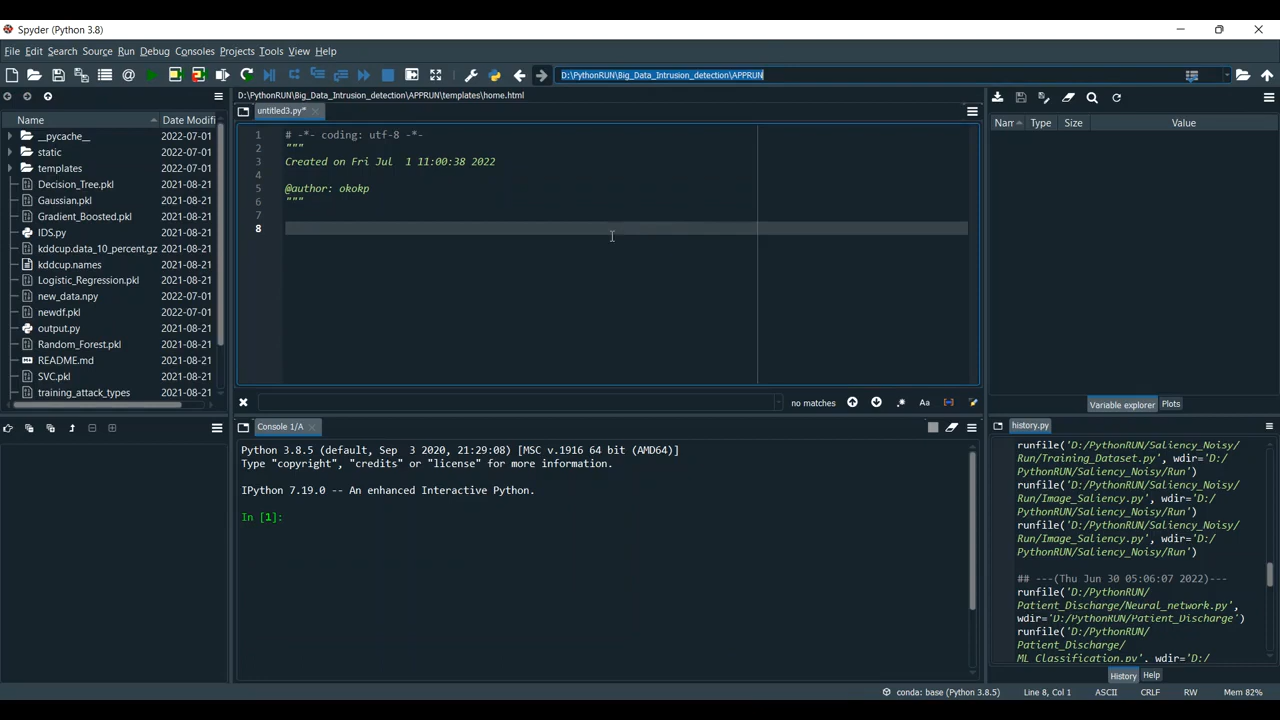 Spyder (Python 3.8)
File Edit Search Source Run Debug Consoles Projects Tools View Help
D:\PythonRUN\Big_Data_Intrusion_detection\APPRUN
D:\PythonRUN\Big_Data_Intrusion_detection\APPRUN\templates\home.html
Name Date Modifi
__pycache__ 2022-07-01
static 2022-07-01
templates 2022-07-01
Decision_Tree.pkl 2021-08-21
Gaussian.pkl 2021-08-21
Gradient_Boosted.pkl 2021-08-21
IDS.py 2022-07-01
kddcup.data_10_percent.gz 2021-08-21
kddcup.names 2021-08-21
Logistic_Regression.pkl 2021-08-21
new_data.npy 2022-07-01
newdf.pkl 2022-07-01
output.py 2021-08-21
Random_Forest.pkl 2021-08-21
README.md 2021-08-21
SVC.pkl 2021-08-21
training_attack_types 2021-08-21
untitled3.py*
1 # -*- coding: utf-8 -*-
2 """
3 Created on Fri Jul  1 11:00:38 2022
4
5 @author: okokp
6 """
7
8
no matches Aa
Console 1/A
Python 3.8.5 (default, Sep  3 2020, 21:29:08) [MSC v.1916 64 bit (AMD64)]
Type "copyright", "credits" or "license" for more information.
IPython 7.19.0 -- An enhanced Interactive Python.
In [1]:
Nam Type Size Value
Variable explorer Plots
history.py
runfile('D:/PythonRUN/Saliency_Noisy/
Run/Training_Dataset.py', wdir='D:/
PythonRUN/Saliency_Noisy/Run')
runfile('D:/PythonRUN/Saliency_Noisy/
Run/Image_Saliency.py', wdir='D:/
PythonRUN/Saliency_Noisy/Run')
runfile('D:/PythonRUN/Saliency_Noisy/
Run/Image_Saliency.py', wdir='D:/
PythonRUN/Saliency_Noisy/Run')
## ---(Thu Jun 30 05:06:07 2022)---
runfile('D:/PythonRUN/
Patient_Discharge/Neural_network.py',
wdir='D:/PythonRUN/Patient_Discharge')
runfile('D:/PythonRUN/
Patient_Discharge/
ML_Classification.py', wdir='D:/
History Help
conda: base (Python 3.8.5) Line 8, Col 1 ASCII CRLF RW Mem 82%